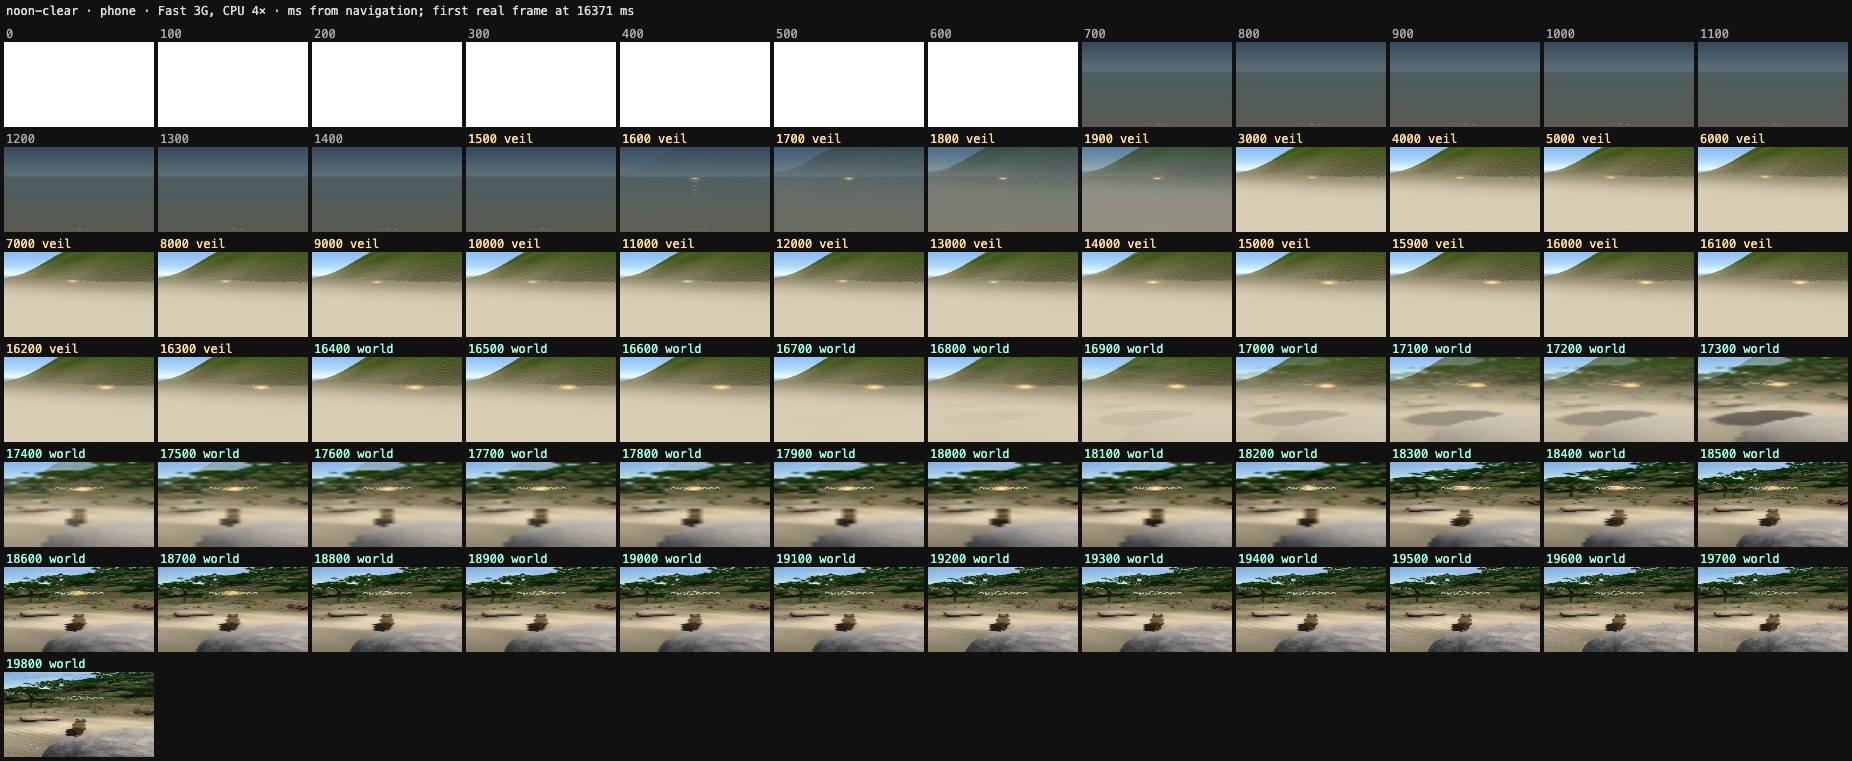 noon-clear · phone · Fast 3G, CPU 4× · ms from navigation; first real frame at 16371 ms
0 100 200 300 400 500 600 700 800 900 1000 1100
1200 1300 1400 1500 veil 1600 veil 1700 veil 1800 veil 1900 veil 3000 veil 4000 veil 5000 veil 6000 veil
7000 veil 8000 veil 9000 veil 10000 veil 11000 veil 12000 veil 13000 veil 14000 veil 15000 veil 15900 veil 16000 veil 16100 veil
16200 veil 16300 veil 16400 world 16500 world 16600 world 16700 world 16800 world 16900 world 17000 world 17100 world 17200 world 17300 world
17400 world 17500 world 17600 world 17700 world 17800 world 17900 world 18000 world 18100 world 18200 world 18300 world 18400 world 18500 world
18600 world 18700 world 18800 world 18900 world 19000 world 19100 world 19200 world 19300 world 19400 world 19500 world 19600 world 19700 world
19800 world